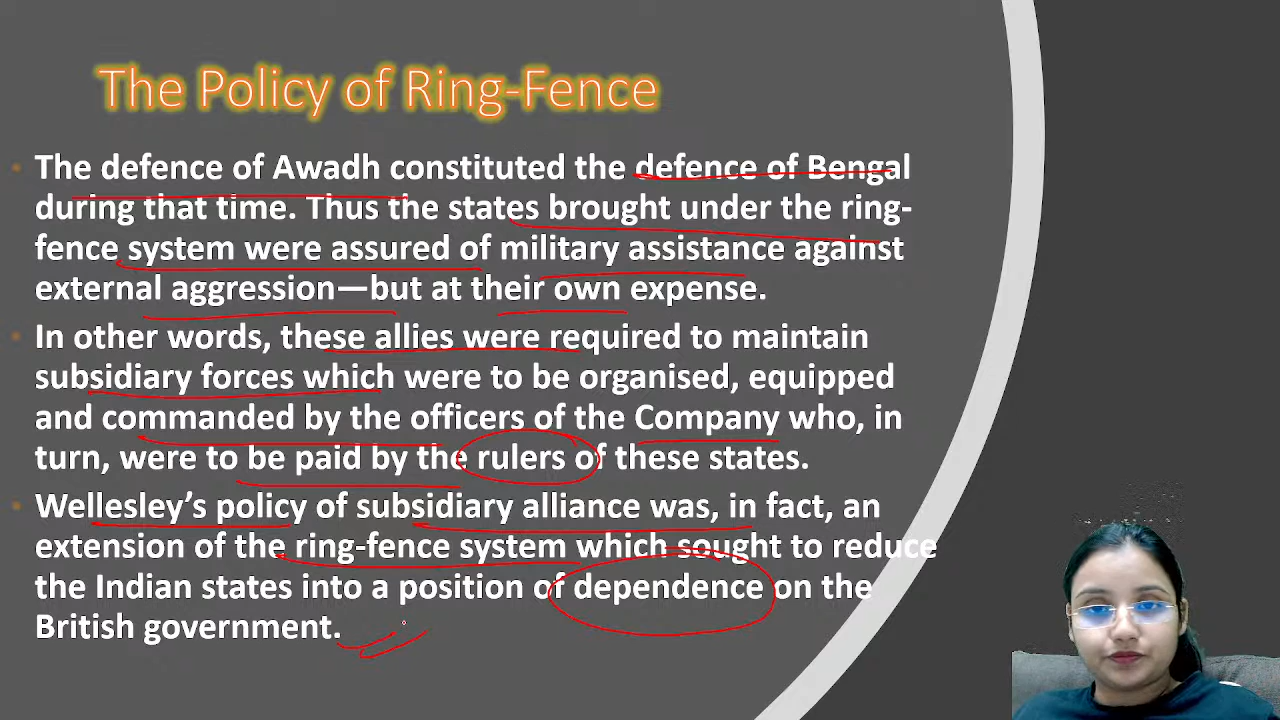 The Policy of Ring-Fence
• The defence of Awadh constituted the defence of Bengal
during that time. Thus the states brought under the ring-
fence system were assured of military assistance against
external aggression—but at their own expense.
• In other words, these allies were required to maintain
subsidiary forces which were to be organised, equipped
and commanded by the officers of the Company who, in
turn, were to be paid by the rulers of these states.
• Wellesley’s policy of subsidiary alliance was, in fact, an
extension of the ring-fence system which sought to reduce
the Indian states into a position of dependence on the
British government.